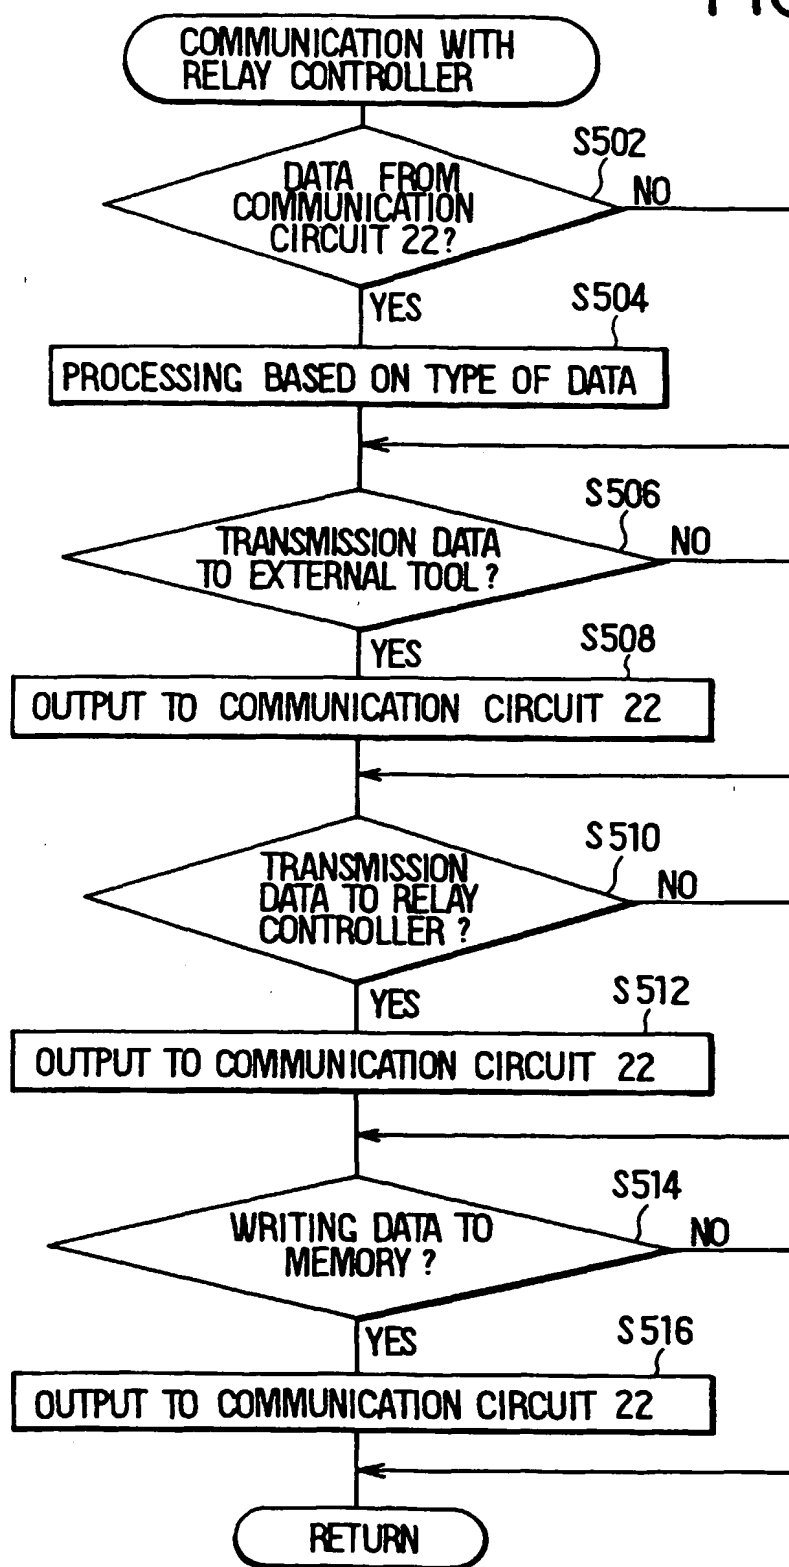 COMMUNICATION WITH
RELAY CONTROLLER
S502
DATA FROM
COMMUNICATION
CIRCUIT 22?
NO
YES
S504
PROCESSING BASED ON TYPE OF DATA
S506
TRANSMISSION DATA
TO EXTERNAL TOOL?
NO
YES
S508
OUTPUT TO COMMUNICATION CIRCUIT 22
S510
TRANSMISSION
DATA TO RELAY
CONTROLLER?
NO
YES
S512
OUTPUT TO COMMUNICATION CIRCUIT 22
S514
WRITING DATA TO
MEMORY?
NO
YES
S516
OUTPUT TO COMMUNICATION CIRCUIT 22
RETURN